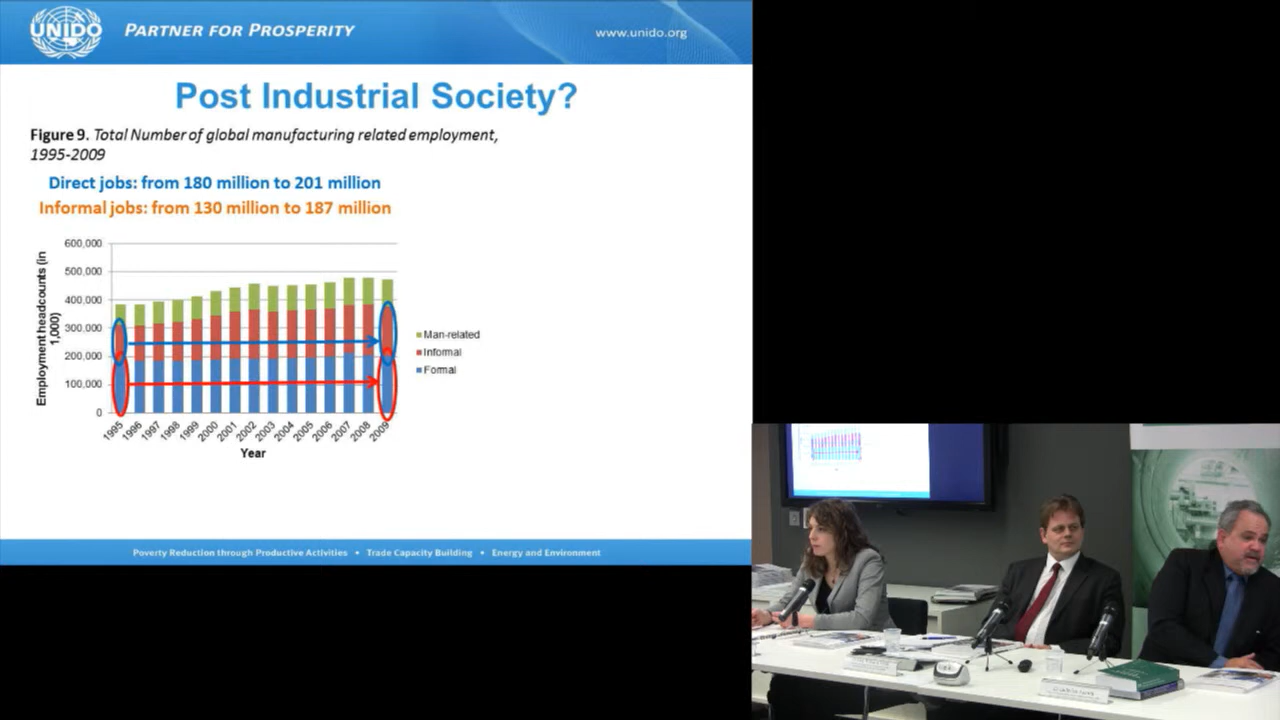 UNIDO
PARTNER FOR PROSPERITY
www.unido.org
Post Industrial Society?
Figure 9. Total Number of global manufacturing related employment,
1995-2009
Direct jobs: from 180 million to 201 million
Informal jobs: from 130 million to 187 million
Employment headcounts (in
1,000)
600,000
500,000
400,000
300,000
200,000
100,000
0
1995
1996
1997
1998
1999
2000
2001
2002
2003
2004
2005
2006
2007
2008
2009
Year
Man-related
Informal
Formal
Poverty Reduction through Productive Activities • Trade Capacity Building • Energy and Environment